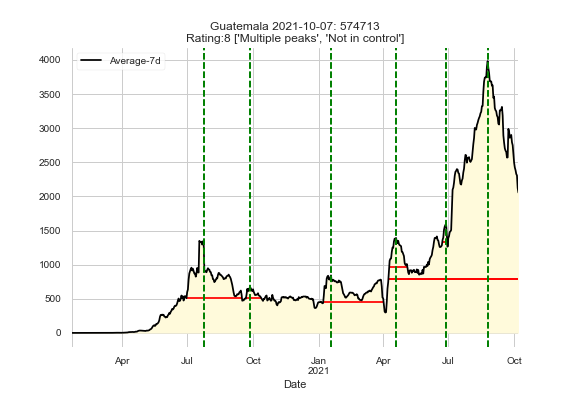 Guatemala 2021-10-07: 574713
Rating:8 ['Multiple peaks', 'Not in control']
Average-7d
4000
3500
3000
2500
2000
1500
1000
500
0
Apr
Jul
Oct
Jan
2021
Apr
Jul
Oct
Date